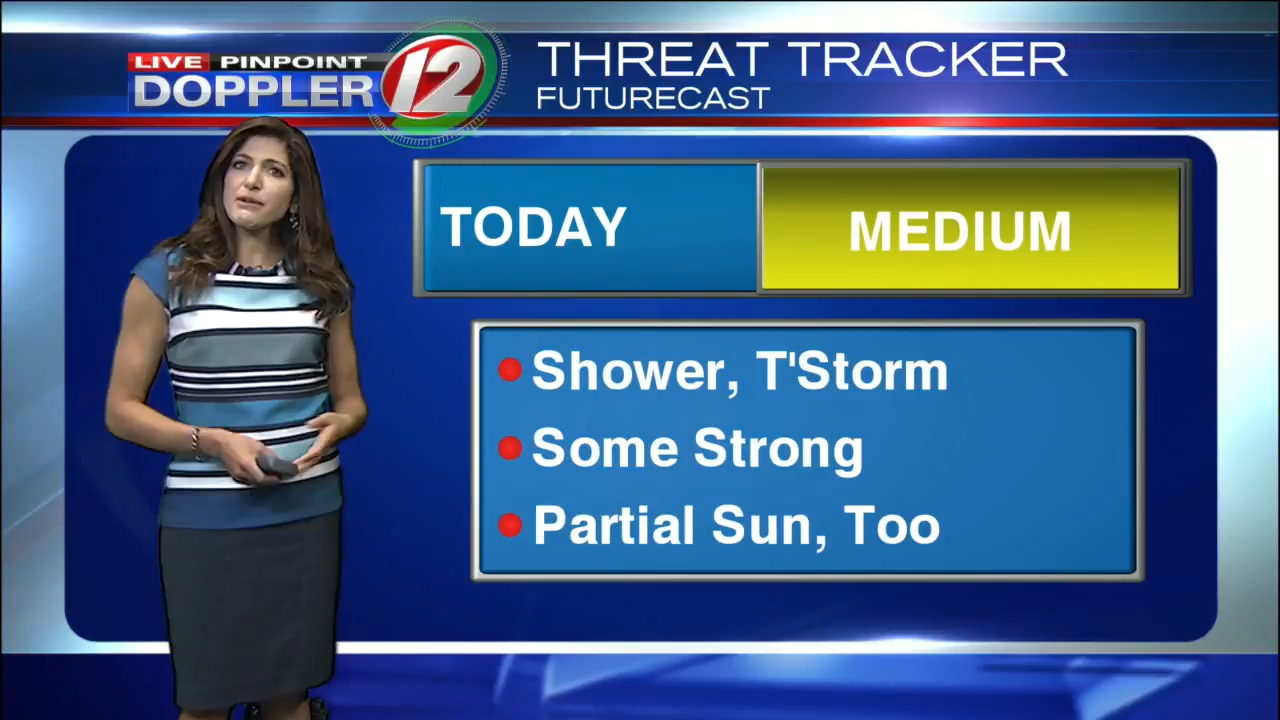 LIVE PINPOINT
DOPPLER 12
THREAT TRACKER
FUTURECAST
TODAY
MEDIUM
Shower, T'Storm
Some Strong
Partial Sun, Too